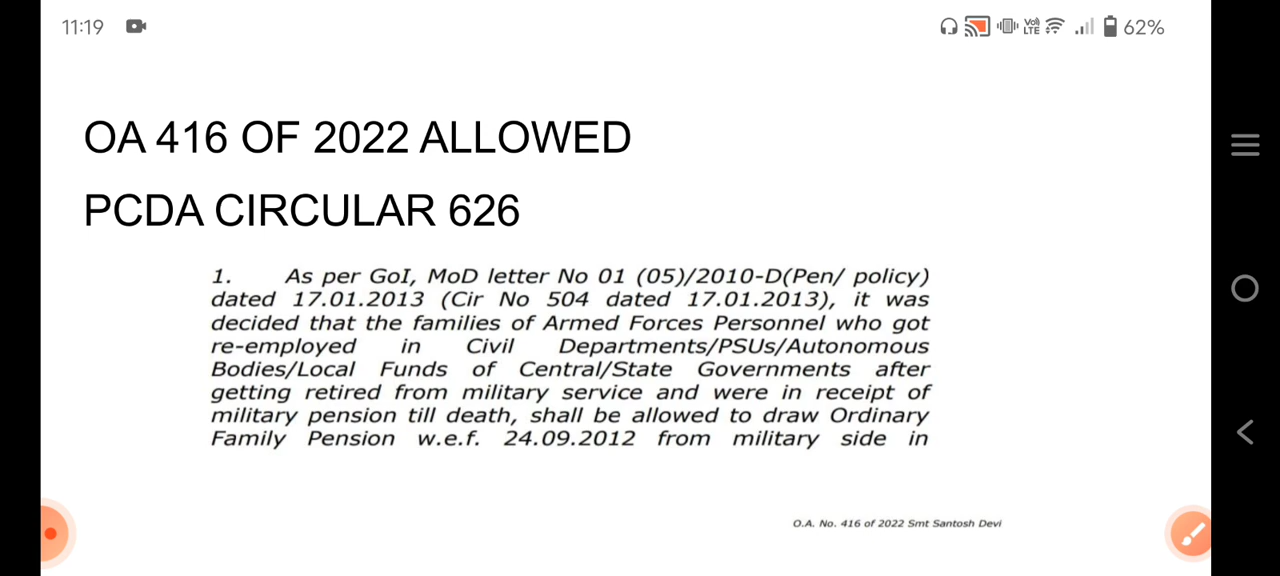 11:19
Vo) LTE 62%
OA 416 OF 2022 ALLOWED
PCDA CIRCULAR 626
1. As per GoI, MoD letter No 01 (05)/2010-D(Pen/ policy)
dated 17.01.2013 (Cir No 504 dated 17.01.2013), it was
decided that the families of Armed Forces Personnel who got
re-employed in Civil Departments/PSUs/Autonomous
Bodies/Local Funds of Central/State Governments after
getting retired from military service and were in receipt of
military pension till death, shall be allowed to draw Ordinary
Family Pension w.e.f. 24.09.2012 from military side in
O.A. No. 416 of 2022 Smt Santosh Devi